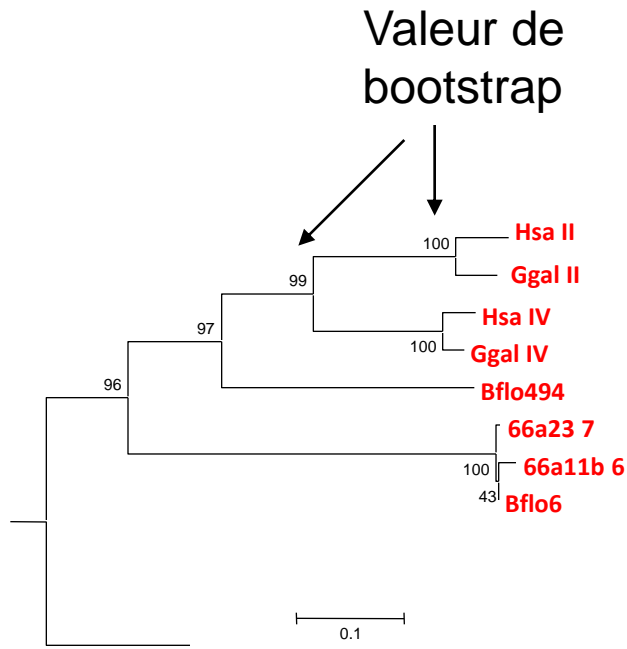 Valeur de
bootstrap
Hsa II
100
Ggal II
99
Hsa IV
97
100
Ggal IV
96
Bflo494
66a23 7
100
66a11b 6
43
Bflo6
0.1